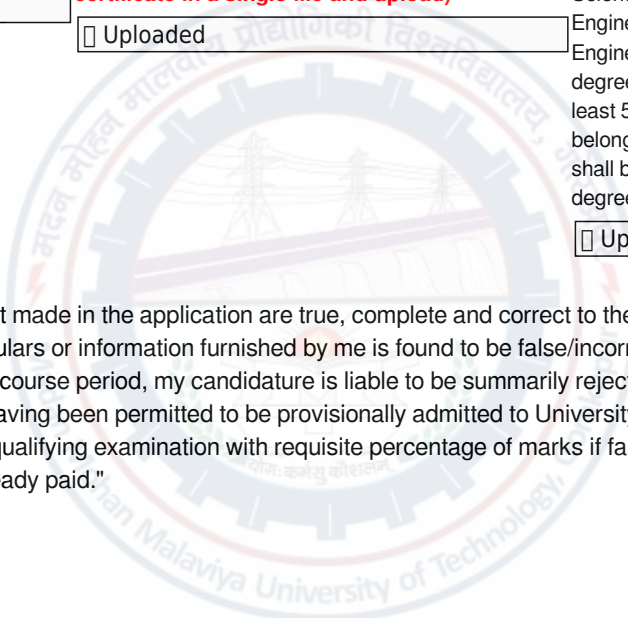 certificate in a single file and upload)
Uploaded
Engine
Engine
degree
least 5
belong
shall b
degree
Up
t made in the application are true, complete and correct to the
ulars or information furnished by me is found to be false/incorr
course period, my candidature is liable to be summarily reject
aving been permitted to be provisionally admitted to University
qualifying examination with requisite percentage of marks if fa
eady paid."
मदन मोहन मालवीय प्रौद्योगिकी विश्वविद्यालय,
योगः कर्मसु कौशलम्
an Malaviya University of Technology,